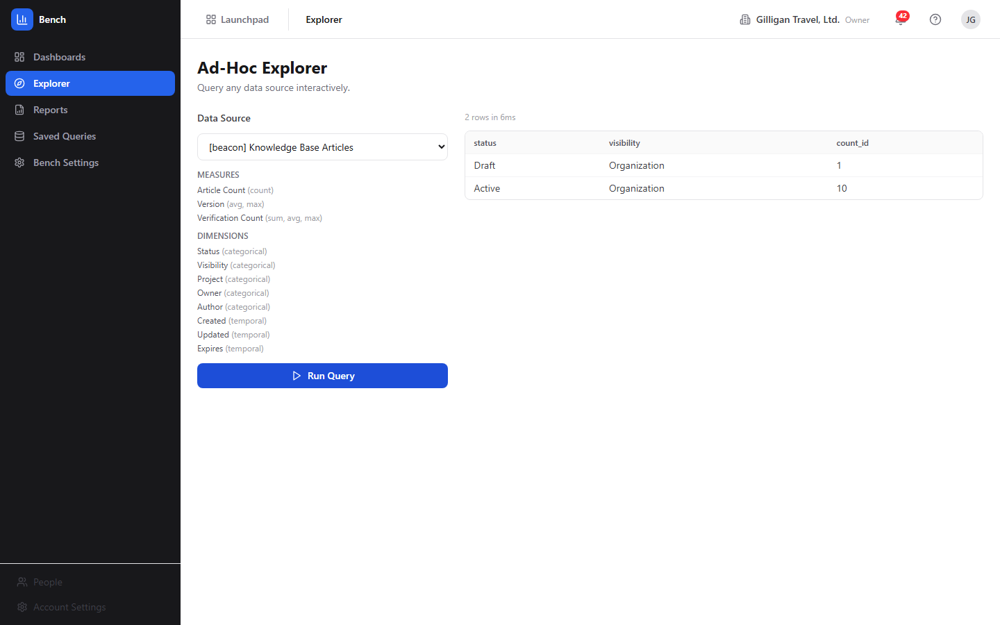 Bench
Dashboards
Explorer
Reports
Saved Queries
Bench Settings
People
Account Settings
Launchpad
Explorer
Gilligan Travel, Ltd. Owner
42
JG
Ad-Hoc Explorer
Query any data source interactively.
Data Source
[beacon] Knowledge Base Articles
MEASURES
Article Count (count)
Version (avg, max)
Verification Count (sum, avg, max)
DIMENSIONS
Status (categorical)
Visibility (categorical)
Project (categorical)
Owner (categorical)
Author (categorical)
Created (temporal)
Updated (temporal)
Expires (temporal)
Run Query
2 rows in 6ms
status visibility count_id
Draft Organization 1
Active Organization 10